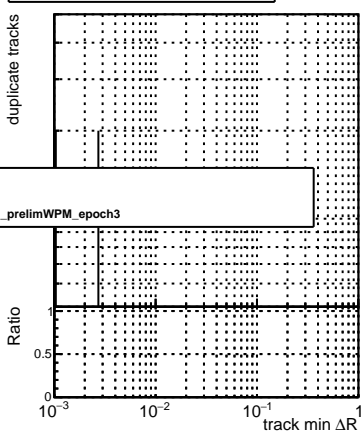 duplicate tracks
_prelimWPM_epoch3
Ratio
1
0.5
0
10⁻³ 10⁻² 10⁻¹ 1
track min ΔR